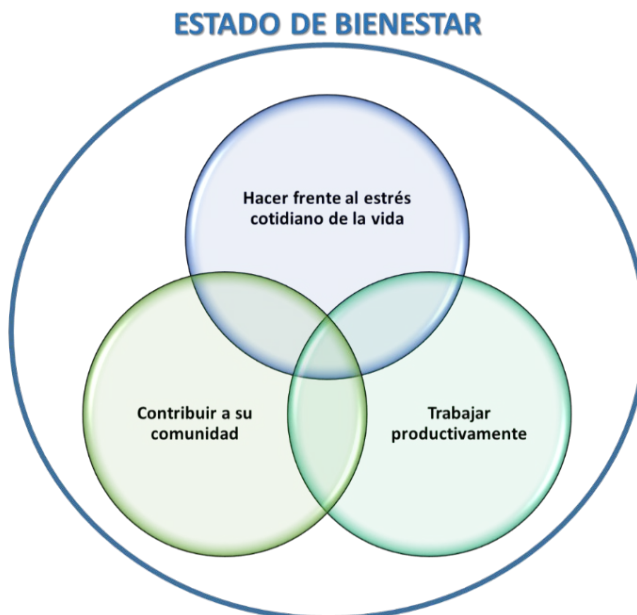 ESTADO DE BIENESTAR
Hacer frente al estrés
cotidiano de la vida
Contribuir a su
comunidad
Trabajar
productivamente